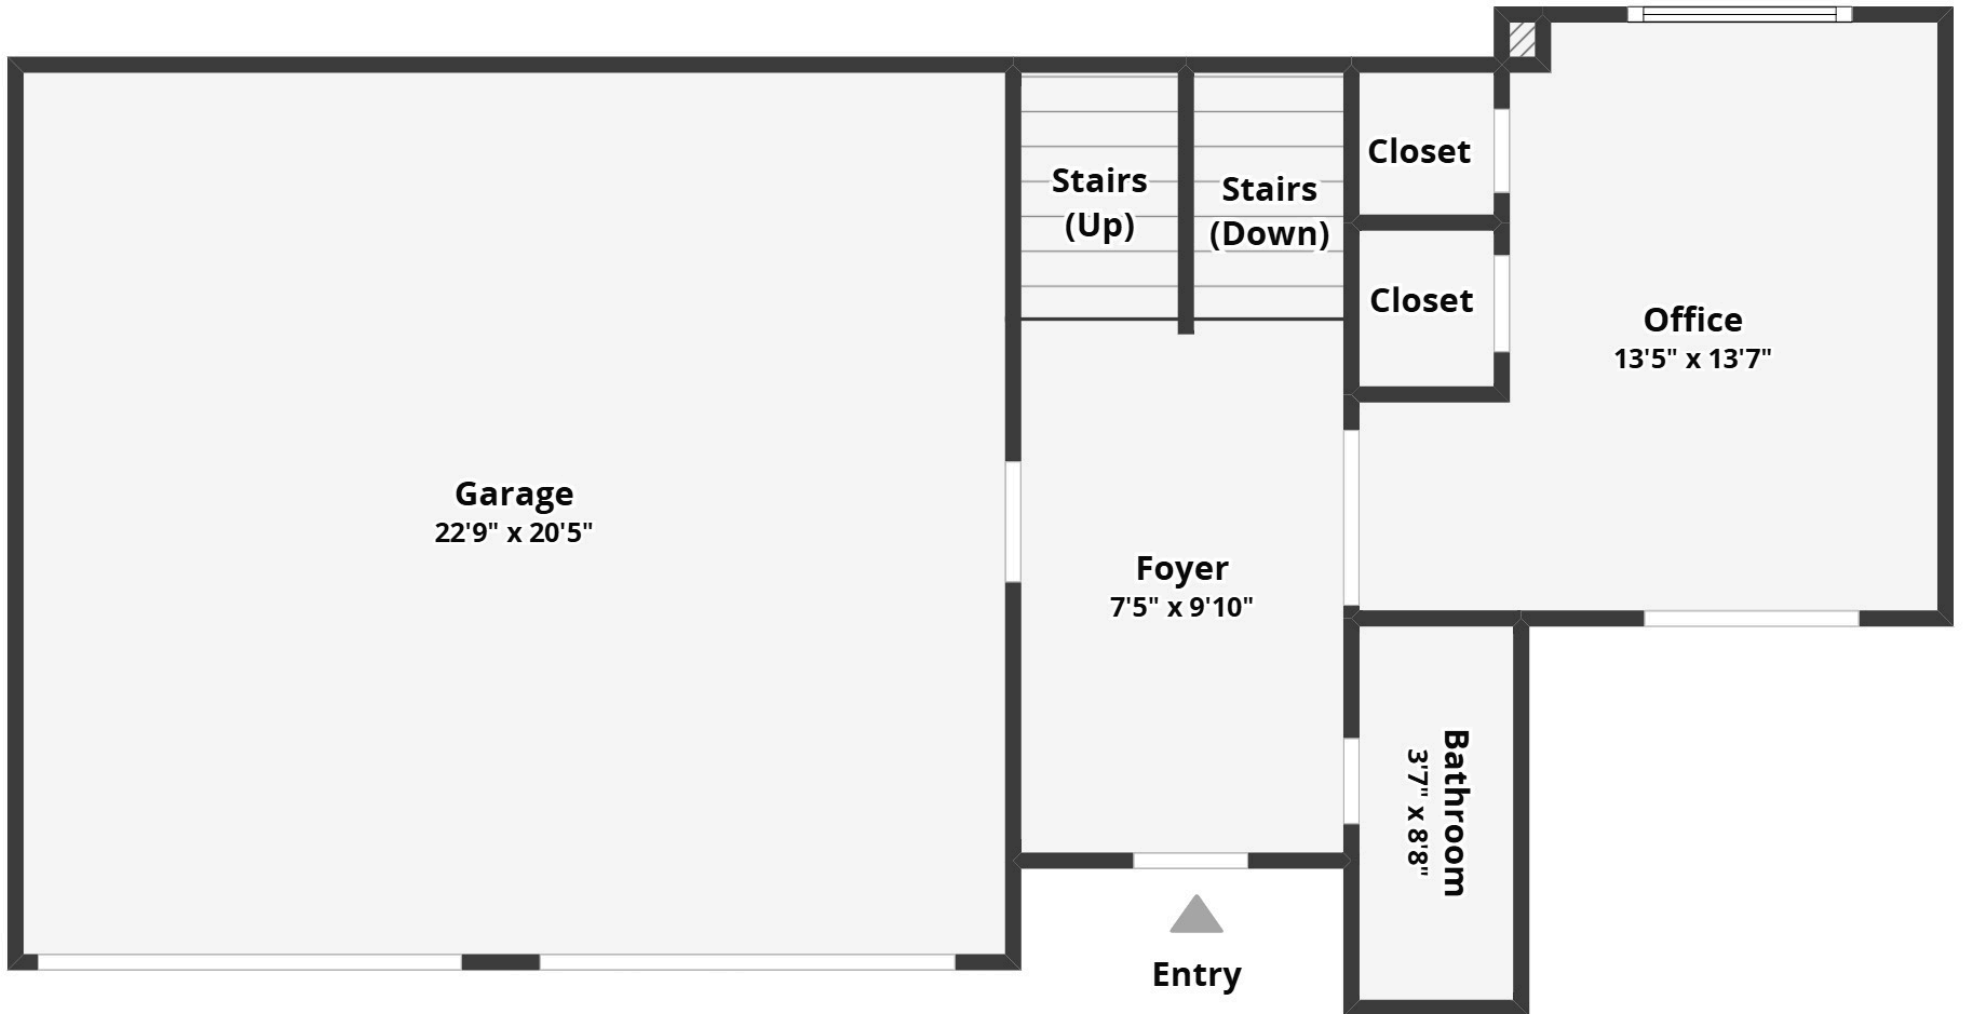 Stairs
(Up)
Stairs
(Down)
Closet
Closet
Office
13'5" x 13'7"
Garage
22'9" x 20'5"
Foyer
7'5" x 9'10"
Bathroom
3'7" x 8'8"
Entry